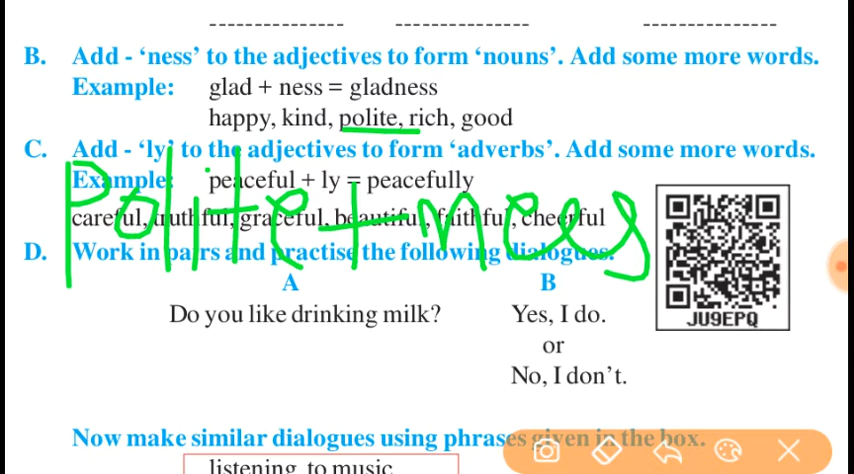 B. Add - ‘ness’ to the adjectives to form ‘nouns’. Add some more words.
Example: glad + ness = gladness
happy, kind, polite, rich, good
C. Add - ‘ly’ to the adjectives to form ‘adverbs’. Add some more words.
Example: peaceful + ly = peacefully
careful, truthful, graceful, beautiful, faithful, cheerful
Polite+nees
D. Work in pairs and practise the following dialogues.
A B
Do you like drinking milk? Yes, I do.
or
No, I don’t.
JU9EPQ
Now make similar dialogues using phrases given in the box.
listening to music